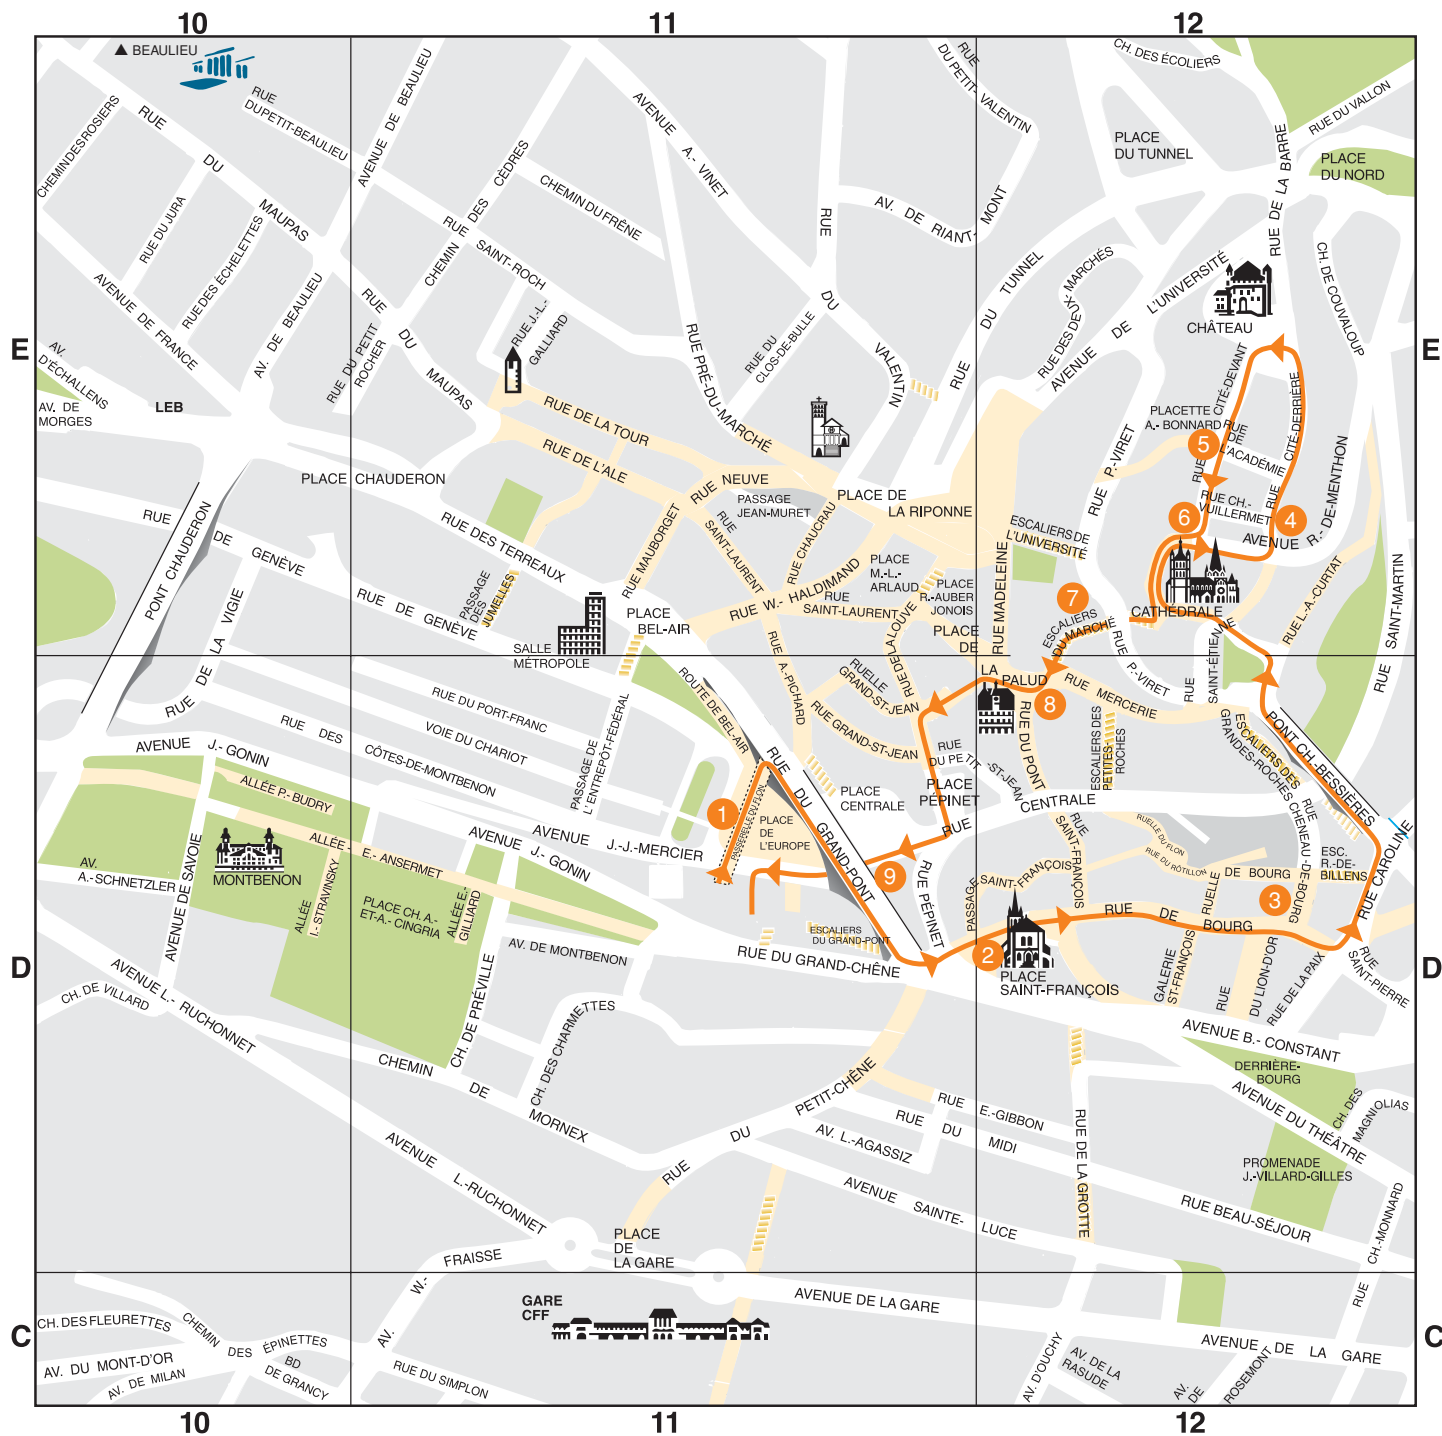 10
11
12
BEAULIEU
CHEMIN DES ROSIERS
RUE
DU
MAUPAS
RUE
DU PETIT-BEAULIEU
AVENUE DE BEAULIEU
RUE DU JURA
RUE DES ÉCHELETTES
AVENUE DE FRANCE
AV. DE BEAULIEU
RUE
DU
MAUPAS
RUE DU PETIT
ROCHER
CHEMIN DES CÈDRES
CHEMIN DU FRÊNE
RUE SAINT-ROCH
RUE J.-L.-
GALLIARD
AVENUE A.- VINET
RUE
DU
VALENTIN
RUE
DU PETIT-VALENTIN
AV. DE RIANT- MONT
RUE DU TUNNEL
RUE PRÉ-DU-MARCHÉ
RUE DU
CLOS-DE-BULLE
CH. DES ÉCOLIERS
PLACE
DU TUNNEL
RUE DE LA BARRE
RUE DU VALLON
PLACE
DU NORD
RUE DES DEUX MARCHÉS
AVENUE DE L'UNIVERSITÉ
CH. DE COUVALOUP
CHÂTEAU
E
E
AV.
D'ÉCHALLENS
AV. DE
MORGES
LEB
RUE DE LA TOUR
RUE DE L'ALE
RUE NEUVE
PASSAGE
JEAN-MURET
PLACE DE
LA RIPONNE
PLACE CHAUDERON
PONT CHAUDERON
RUE DES TERREAUX
RUE MAUBORGET
RUE
SAINT-LAURENT
RUE CHAUCRAU
RUE W.- HALDIMAND
RUE
SAINT-LAURENT
PLACE
M.-L.-
ARLAUD
PLACE
R.-AUBER
JONOIS
ESCALIERS DE
L'UNIVERSITÉ
RUE MADELEINE
RUE P.-VIRET
PLACETTE
A.- BONNARD
CITÉ-DEVANT
RUE
RUE
DE
L'ACADÉMIE
CITÉ-DERRIÈRE
RUE
RUE CH.-
VUILLERMET
AVENUE R.- DE-MENTHON
5
6
4
7
CATHEDRALE
RUE L.-A.-CURTAT
RUE SAINT-MARTIN
RUE
DE
GENÈVE
RUE DE LA VIGIE
RUE DE GENÈVE
PASSAGE
DES
JUMELLES
SALLE
MÉTROPOLE
PLACE
BEL-AIR
ROUTE DE BEL-AIR
RUE A.-PICHARD
RUE DE LA LOUVE
RUELLE
GRAND-ST-JEAN
RUE GRAND-ST-JEAN
PLACE
DE
LA
PALUD
ESCALIERS
DU MARCHÉ
RUE P.-VIRET
RUE MERCERIE
8
RUE
SAINT-ÉTIENNE
RUE DU PONT
ESCALIERS DES
PETITES-
ROCHES
ESCALIERS DES
GRANDES-ROCHES
PONT CH.-BESSIÈRES
RUE CAROLINE
RUE DU PORT-FRANC
VOIE DU CHARIOT
RUE DES CÔTES-DE-MONTBENON
PASSAGE DE
L'ENTREPÔT-FÉDÉRAL
AVENUE J.- GONIN
ALLÉE P.- BUDRY
ALLÉE E.- ANSERMET
AVENUE
J.- GONIN
AVENUE
J.-J.-MERCIER
1
PASSERELLE DU FLON
PLACE
DE
L'EUROPE
RUE DU GRAND-PONT
PLACE
CENTRALE
RUE
DU PETIT
-ST-JEAN
PLACE
PÉPINET
RUE
CENTRALE
RUE PÉPINET
9
RUE
SAINT-FRANÇOIS
PASSAGE
SAINT-FRANÇOIS
RUELLE DU FLON
RUE DU RÔTILLON
RUELLE
DE BOURG
CHENEAU-DE-BOURG
ESC.
R.-DE-
BILLENS
3
RUE DE BOURG
2
PLACE
SAINT-FRANÇOIS
AV.
A.-SCHNETZLER
MONTBENON
AVENUE DE SAVOIE
ALLÉE
I.-STRAVINSKY
PLACE CH. A.-
ET-A.- CINGRIA
ALLÉE E.-
GILLIARD
AV. DE MONTBENON
ESCALIERS
DU GRAND-PONT
RUE DU GRAND-CHÊNE
D
D
GALERIE
ST-FRANÇOIS
RUE
DU LION-D'OR
RUE DE LA PAIX
RUE
SAINT-PIERRE
AVENUE B.- CONSTANT
CH. DE VILLARD
AVENUE L.- RUCHONNET
CHEMIN
DE
MORNEX
CH. DE PRÉVILLE
CH. DES CHARMETTES
RUE
DU
PETIT-CHÊNE
RUE E.-GIBBON
RUE DU MIDI
AV. L.-AGASSIZ
AVENUE SAINTE- LUCE
RUE DE LA GROTTE
DERRIÈRE-
BOURG
AVENUE DU THÉÂTRE
CH. DES
MAGNOLIAS
PROMENADE
J.-VILLARD-GILLES
RUE BEAU-SÉJOUR
CH.-MONNARD
RUE
AVENUE
L.-RUCHONNET
AV. W.- FRAISSE
PLACE
DE
LA GARE
GARE
CFF
AVENUE DE LA GARE
AVENUE DE LA GARE
C
C
CH. DES FLEURETTES
CHEMIN DES ÉPINETTES
AV. DU MONT-D'OR
AV. DE MILAN
BD
DE GRANCY
RUE DU SIMPLON
AV. D'OUCHY
AV. DE LA
RASUDE
AV.
DE
ROSEMONT
10
11
12